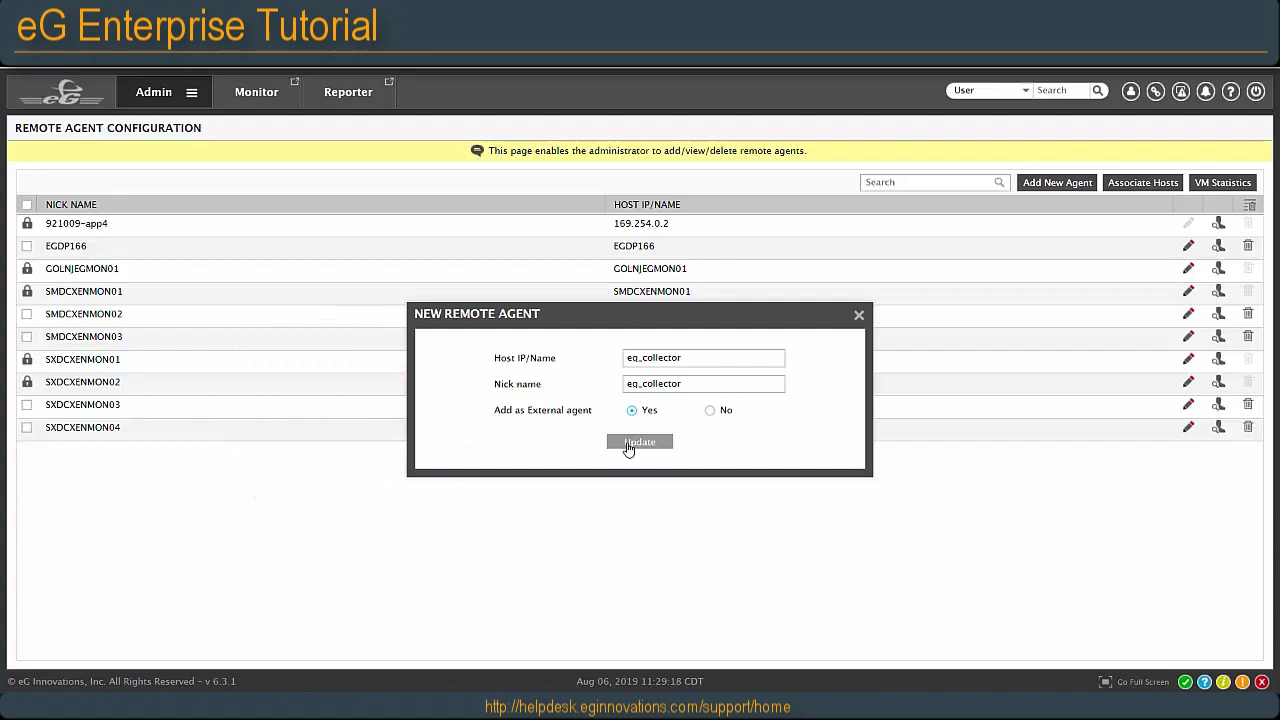 eG Enterprise Tutorial
eG Admin Monitor Reporter User Search
REMOTE AGENT CONFIGURATION
This page enables the administrator to add/view/delete remote agents.
Search Add New Agent Associate Hosts VM Statistics
NICK NAME HOST IP/NAME
921009-app4 169.254.0.2
EGDP166 EGDP166
GOLNJEGMON01 GOLNJEGMON01
SMDCXENMON01 SMDCXENMON01
SMDCXENMON02
SMDCXENMON03
SXDCXENMON01
SXDCXENMON02
SXDCXENMON03
SXDCXENMON04
NEW REMOTE AGENT
Host IP/Name eg_collector
Nick name eg_collector
Add as External agent Yes No
Update
© eG Innovations, Inc. All Rights Reserved - v 6.3.1 Aug 06, 2019 11:29:18 CDT Go Full Screen
http://helpdesk.eginnovations.com/support/home